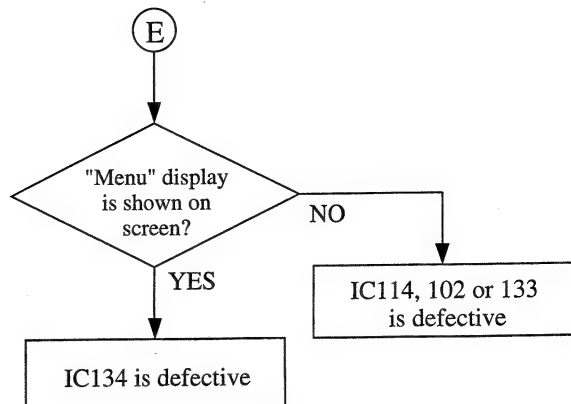 E
"Menu" display
is shown on
screen?
NO
YES
IC114, 102 or 133
is defective
IC134 is defective